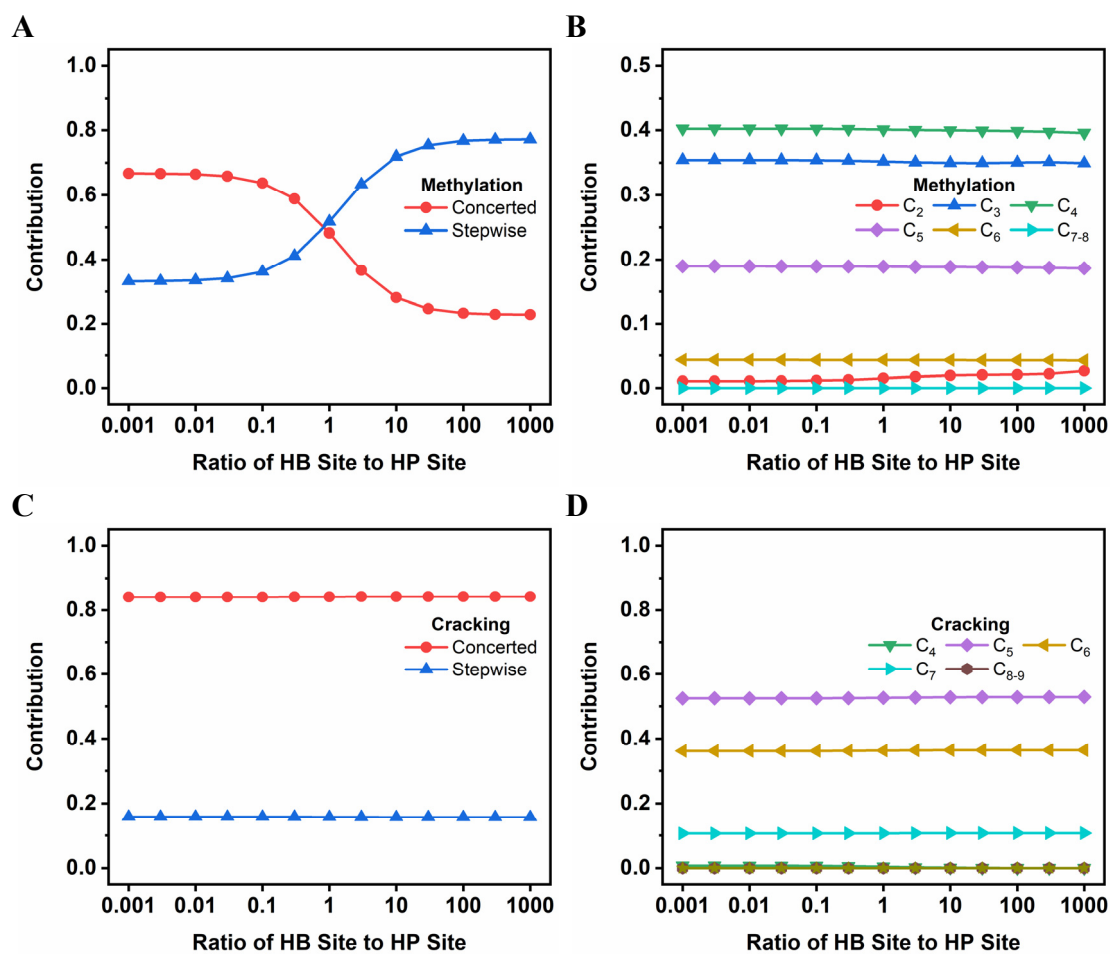 A
1.0
0.8
0.6
0.4
0.2
0.0
Contribution
Methylation
Concerted
Stepwise
0.001 0.01 0.1 1 10 100 1000
Ratio of HB Site to HP Site
B
0.5
0.4
0.3
0.2
0.1
0.0
Contribution
Methylation
C2 C3 C4
C5 C6 C7-8
0.001 0.01 0.1 1 10 100 1000
Ratio of HB Site to HP Site
C
1.0
0.8
0.6
0.4
0.2
0.0
Contribution
Cracking
Concerted
Stepwise
0.001 0.01 0.1 1 10 100 1000
Ratio of HB Site to HP Site
D
1.0
0.8
0.6
0.4
0.2
0.0
Contribution
Cracking
C4 C5 C6
C7 C8-9
0.001 0.01 0.1 1 10 100 1000
Ratio of HB Site to HP Site